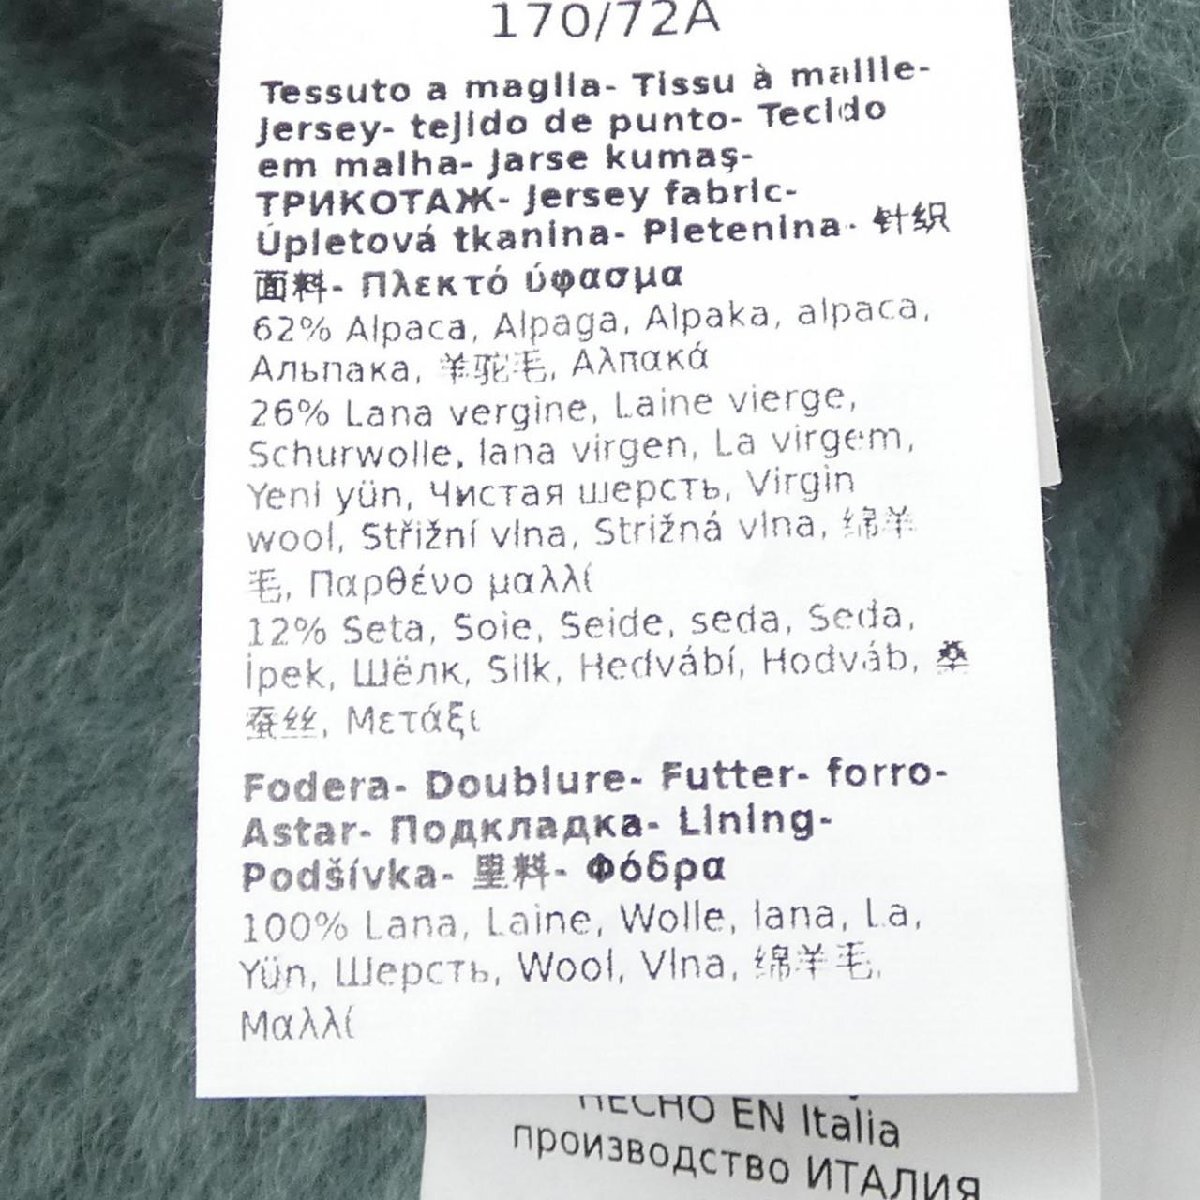 170/72A
Tessuto a maglia- Tissu à maille-
Jersey- tejido de punto- Tecido
em malha- Jarse kumaş-
ТРИКОТАЖ- Jersey fabric-
Úpletová tkanina- Pletenina- 针织
面料- Πλεκτό ύφασμα
62% Alpaca, Alpaga, Alpaka, alpaca,
Альпака, 羊驼毛, Αλπακά
26% Lana vergine, Laine vierge,
Schurwolle, lana virgen, La virgem,
Yeni yün, Чистая шерсть, Virgin
wool, Střižní vlna, Strižná vlna, 绵羊
毛, Παρθένο μαλλί
12% Seta, Soie, Seide, seda, Seda,
İpek, Шёлк, Silk, Hedvábí, Hodváb, 桑
蚕丝, Μετάξι
Fodera- Doublure- Futter- forro-
Astar- Подкладка- Lining-
Podšívka- 里料- Φόδρα
100% Lana, Laine, Wolle, lana, La,
Yün, Шерсть, Wool, Vlna, 绵羊毛,
Μαλλί
HECHO EN Italia
производство ИТАЛИЯ